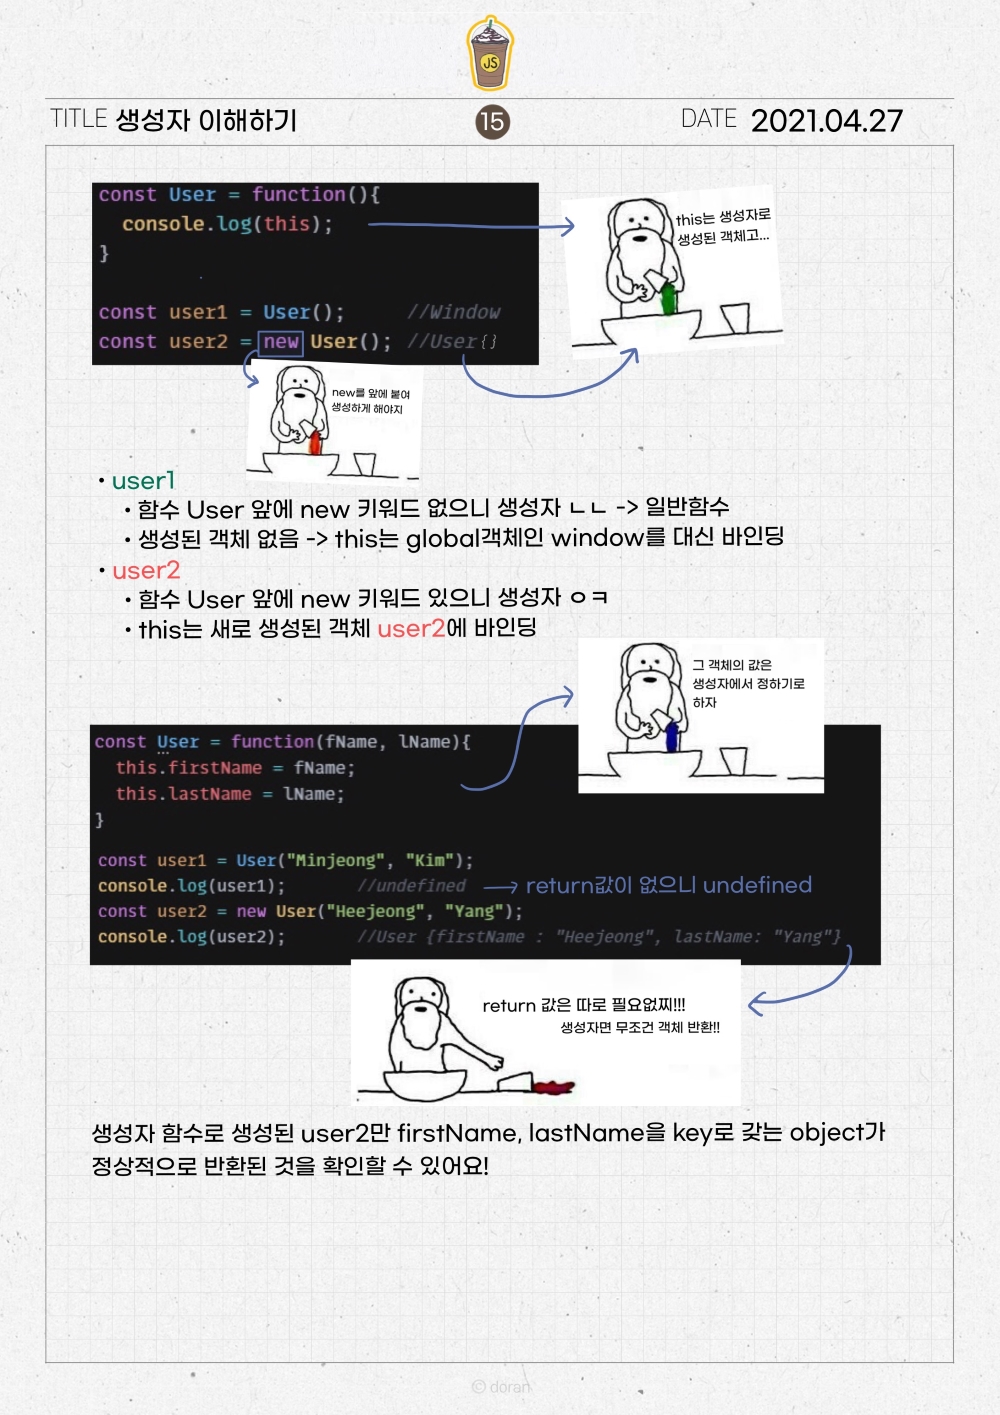 JS
TITLE 생성자 이해하기 15 DATE 2021.04.27
const User = function(){
console.log(this);
}
const user1 = User(); //Window
const user2 = new User(); //User{}
this는 생성자로
생성된 객체고...
new를 앞에 붙여
생성하게 해야지
• user1
• 함수 User 앞에 new 키워드 없으니 생성자 ㄴㄴ -> 일반함수
• 생성된 객체 없음 -> this는 global객체인 window를 대신 바인딩
• user2
• 함수 User 앞에 new 키워드 있으니 생성자 ㅇㅋ
• this는 새로 생성된 객체 user2에 바인딩
그 객체의 값은
생성자에서 정하기로
하자
const User = function(fName, lName){
this.firstName = fName;
this.lastName = lName;
}
const user1 = User("Minjeong", "Kim");
console.log(user1); //undefined return값이 없으니 undefined
const user2 = new User("Heejeong", "Yang");
console.log(user2); //User {firstName : "Heejeong", lastName: "Yang"}
return 값은 따로 필요없찌!!!
생성자면 무조건 객체 반환!!
생성자 함수로 생성된 user2만 firstName, lastName을 key로 갖는 object가
정상적으로 반환된 것을 확인할 수 있어요!
© doran